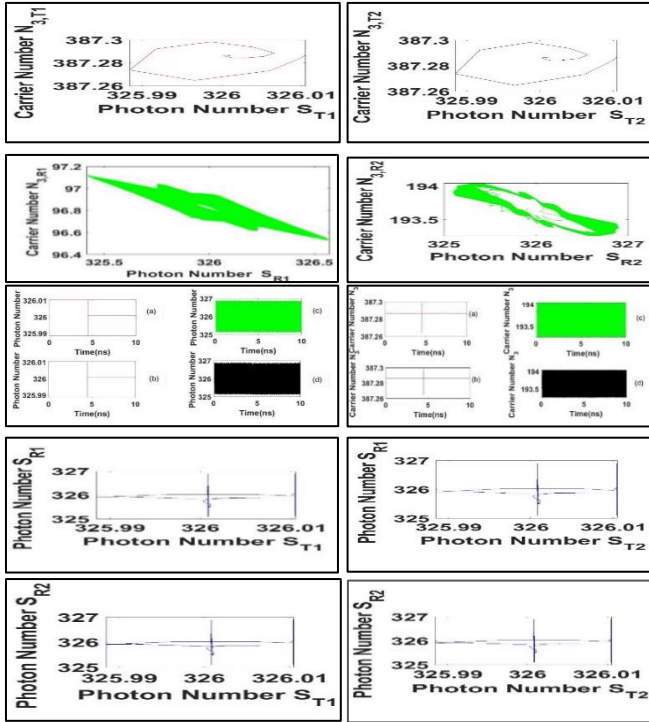 Carrier Number N3,T1
387.3
387.28
387.26
325.99 326 326.01
Photon Number ST1
Carrier Number N3,T2
387.3
387.28
387.26
325.99 326 326.01
Photon Number ST2
Carrier Number N3,R1
97.2
97
96.8
96.6
96.4
325.5 326 326.5
Photon Number SR1
Carrier Number N3,R2
194
193.5
325 326 327
Photon Number SR2
Photon Number
326.01
326
325.99
0 5 10
Time(ns)
(a)
Photon Number
327
326
325
0 5 10
Time(ns)
(c)
Photon Number
326.01
326
325.99
0 5 10
Time(ns)
(b)
Photon Number
327
326
325
0 5 10
Time(ns)
(d)
Carrier Number N3
387.3
387.28
387.26
0 5 10
Time(ns)
(a)
Carrier Number N3
194
193.5
0 5 10
Time(ns)
(c)
Carrier Number N3
387.3
387.28
387.26
0 5 10
Time(ns)
(b)
Carrier Number N3
194
193.5
0 5 10
Time(ns)
(d)
Photon Number SR1
327
326
325
325.99 326 326.01
Photon Number ST1
Photon Number SR1
327
326
325
325.99 326 326.01
Photon Number ST2
Photon Number SR2
327
326
325
325.99 326 326.01
Photon Number ST1
Photon Number SR2
327
326
325
325.99 326 326.01
Photon Number ST2